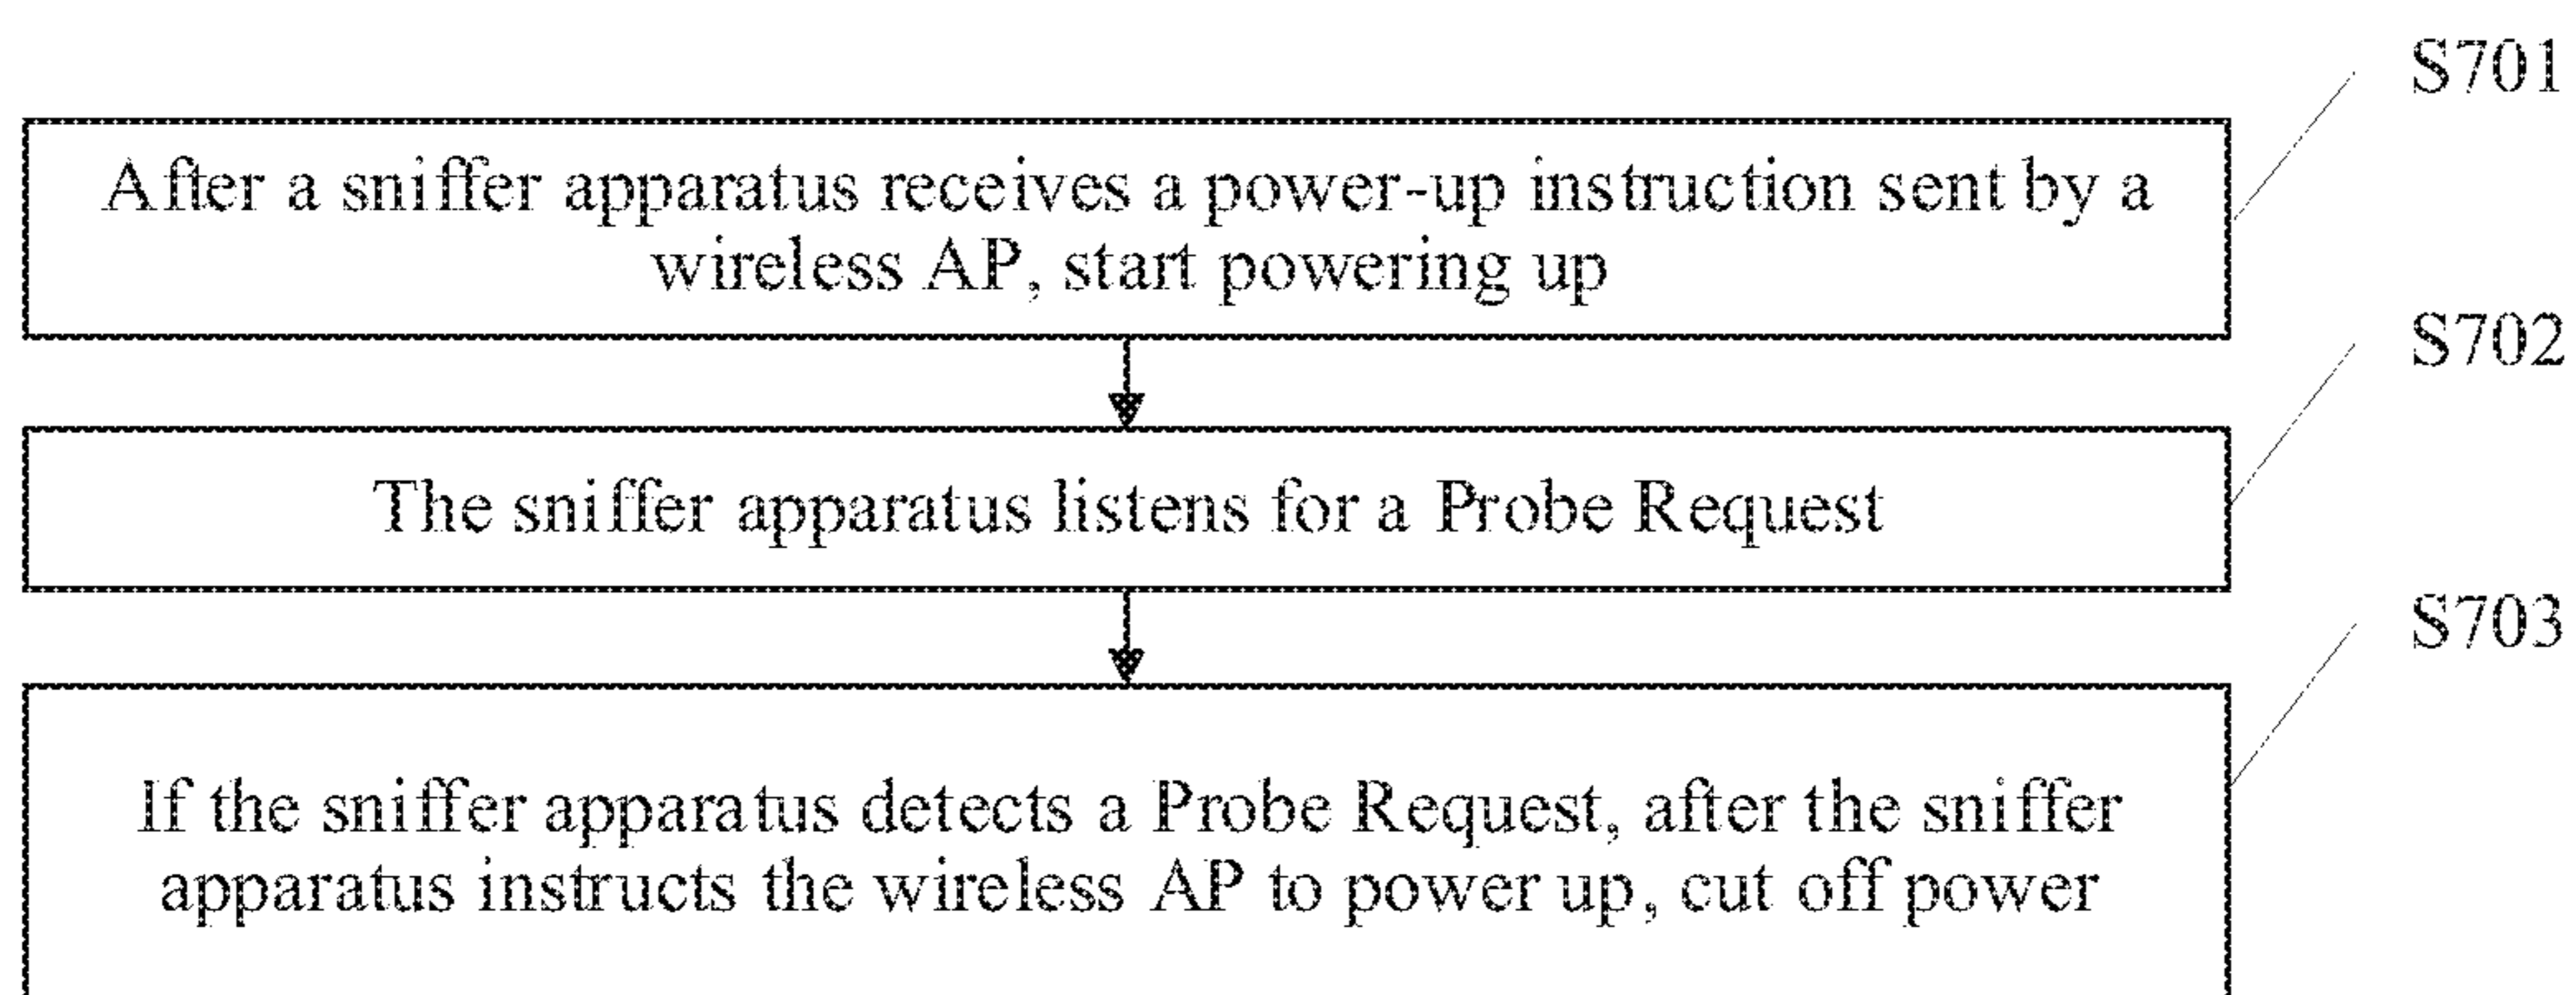 S701
After a sniffer apparatus receives a power-up instruction sent by a
wireless AP, start powering up
S702
The sniffer apparatus listens for a Probe Request
S703
If the sniffer apparatus detects a Probe Request, after the sniffer
apparatus instructs the wireless AP to power up, cut off power